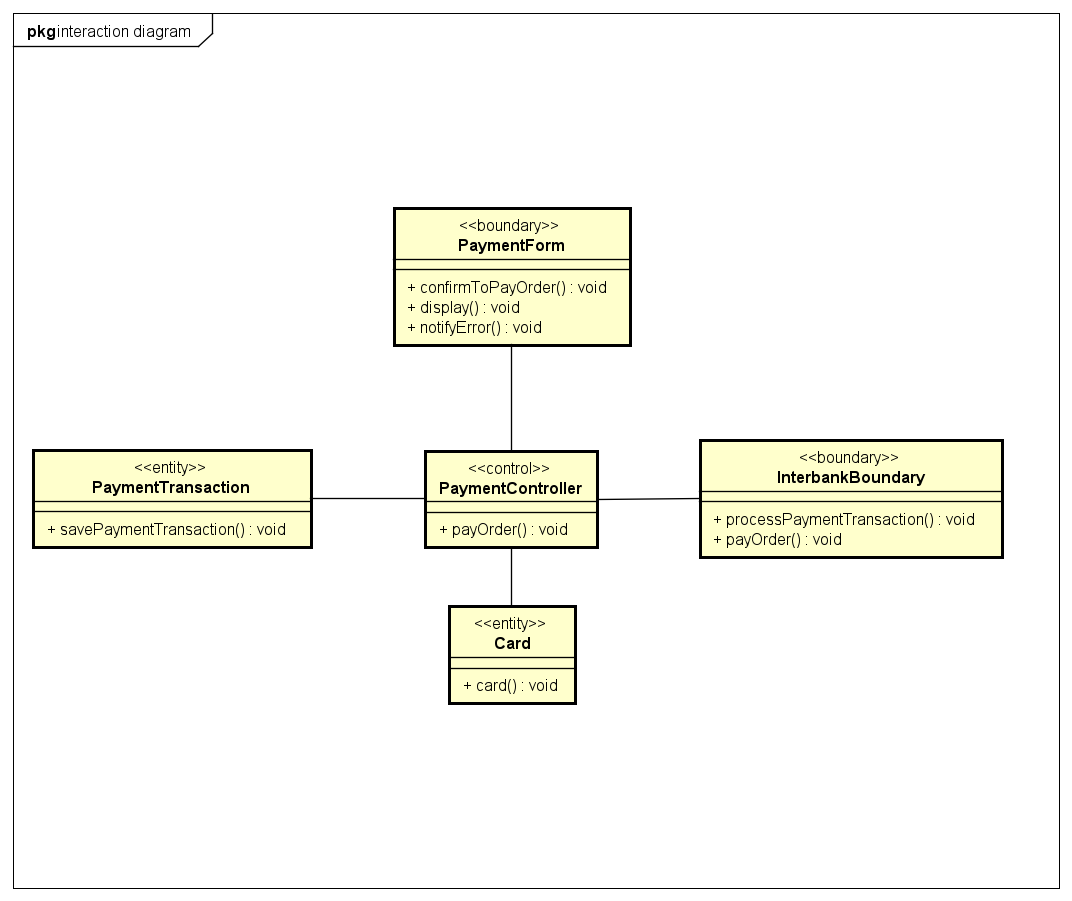 pkg interaction diagram
<<boundary>>
PaymentForm
+ confirmToPayOrder() : void
+ display() : void
+ notifyError() : void
<<entity>>
PaymentTransaction
+ savePaymentTransaction() : void
<<control>>
PaymentController
+ payOrder() : void
<<boundary>>
InterbankBoundary
+ processPaymentTransaction() : void
+ payOrder() : void
<<entity>>
Card
+ card() : void